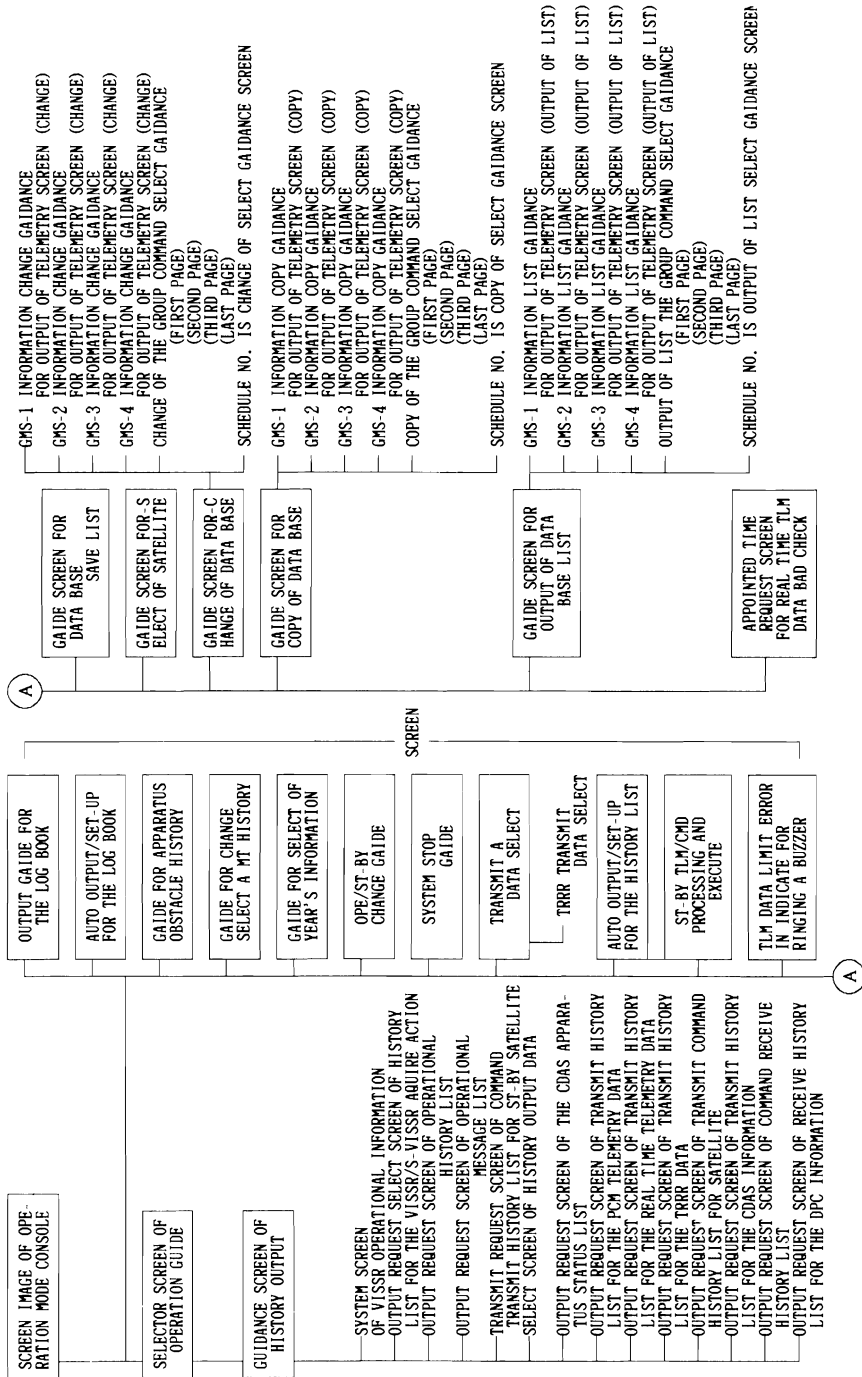 SCREEN IMAGE OF OPE-
RATION MODE CONSOLE
SELECTOR SCREEN OF
OPERATION GUIDE
GUIDANCE SCREEN OF
HISTORY OUTPUT
SYSTEM SCREEN
OF VISSR OPERATIONAL INFORMATION
OUTPUT REQUEST SELECT SCREEN OF HISTORY
LIST FOR THE VISSR/S-VISSR AQUIRE ACTION
OUTPUT REQUEST SCREEN OF OPERATIONAL
HISTORY LIST
OUTPUT REQUEST SCREEN OF OPERATIONAL
MESSAGE LIST
TRANSMIT REQUEST SCREEN OF COMMAND
TRANSMIT HISTORY LIST FOR ST-BY SATELLITE
SELECT SCREEN OF HISTORY OUTPUT DATA
OUTPUT REQUEST SCREEN OF THE CDAS APPARA-
TUS STATUS LIST
OUTPUT REQUEST SCREEN OF TRANSMIT HISTORY
LIST FOR THE PCM TELEMETRY DATA
OUTPUT REQUEST SCREEN OF TRANSMIT HISTORY
LIST FOR THE REAL TIME TELEMETRY DATA
OUTPUT REQUEST SCREEN OF TRANSMIT HISTORY
LIST FOR THE TRRR DATA
OUTPUT REQUEST SCREEN OF TRANSMIT COMMAND
HISTORY LIST FOR SATELLITE
OUTPUT REQUEST SCREEN OF TRANSMIT HISTORY
LIST FOR THE CDAS INFORMATION
OUTPUT REQUEST SCREEN OF COMMAND RECEIVE
HISTORY LIST
OUTPUT REQUEST SCREEN OF RECEIVE HISTORY
LIST FOR THE DPC INFORMATION
OUTPUT GUIDE FOR
THE LOG BOOK
AUTO OUTPUT/SET-UP
FOR THE LOG BOOK
GUIDE FOR APPARATUS
OBSTACLE HISTORY
GUIDE FOR CHANGE
SELECT A MT HISTORY
GUIDE FOR SELECT OF
YEAR'S INFORMATION
OPE/ST-BY
CHANGE GAIDE
SYSTEM STOP
GAIDE
TRANSMIT A
DATA SELECT
TRRR TRANSMIT
DATA SELECT
AUTO OUTPUT/SET-UP
FOR THE HISTORY LIST
ST-BY TLM/CMD
PROCESSING AND
EXECUTE
TLM DATA LIMIT ERROR
IN INDICATE FOR
RINGING A BUZZER
A
SCREEN
A
GAIDE SCREEN FOR
DATA BASE
SAVE LIST
GAIDE SCREEN FOR-S
ELECT OF SATELLITE
GAIDE SCREEN FOR-C
HANGE OF DATA BASE
GAIDE SCREEN FOR
COPY OF DATA BASE
GAIDE SCREEN FOR
OUTPUT OF DATA
BASE LIST
APPOINTED TIME
REQUEST SCREEN
FOR REAL TIME TLM
DATA BAD CHECK
GMS-1 INFORMATION CHANGE GAIDANCE
FOR OUTPUT OF TELEMETRY SCREEN (CHANGE)
GMS-2 INFORMATION CHANGE GAIDANCE
FOR OUTPUT OF TELEMETRY SCREEN (CHANGE)
GMS-3 INFORMATION CHANGE GAIDANCE
FOR OUTPUT OF TELEMETRY SCREEN (CHANGE)
GMS-4 INFORMATION CHANGE GAIDANCE
FOR OUTPUT OF TELEMETRY SCREEN (CHANGE)
CHANGE OF THE GROUP COMMAND SELECT GAIDANCE
(FIRST PAGE)
(SECOND PAGE)
(THIRD PAGE)
(LAST PAGE)
SCHEDULE NO. IS CHANGE OF SELECT GAIDANCE SCREEN
GMS-1 INFORMATION COPY GAIDANCE
FOR OUTPUT OF TELEMETRY SCREEN (COPY)
GMS-2 INFORMATION COPY GAIDANCE
FOR OUTPUT OF TELEMETRY SCREEN (COPY)
GMS-3 INFORMATION COPY GAIDANCE
FOR OUTPUT OF TELEMETRY SCREEN (COPY)
GMS-4 INFORMATION COPY GAIDANCE
FOR OUTPUT OF TELEMETRY SCREEN (COPY)
COPY OF THE GROUP COMMAND SELECT GAIDANCE
(FIRST PAGE)
(SECOND PAGE)
(THIRD PAGE)
(LAST PAGE)
SCHEDULE NO. IS COPY OF SELECT GAIDANCE SCREEN
GMS-1 INFORMATION LIST GAIDANCE
FOR OUTPUT OF TELEMETRY SCREEN (OUTPUT OF LIST)
GMS-2 INFORMATION LIST GAIDANCE
FOR OUTPUT OF TELEMETRY SCREEN (OUTPUT OF LIST)
GMS-3 INFORMATION LIST GAIDANCE
FOR OUTPUT OF TELEMETRY SCREEN (OUTPUT OF LIST)
GMS-4 INFORMATION LIST GAIDANCE
FOR OUTPUT OF TELEMETRY SCREEN (OUTPUT OF LIST)
OUTPUT OF LIST THE GROUP COMMAND SELECT GAIDANCE
(FIRST PAGE)
(SECOND PAGE)
(THIRD PAGE)
(LAST PAGE)
SCHEDULE NO. IS OUTPUT OF LIST SELECT GAIDANCE SCREEN